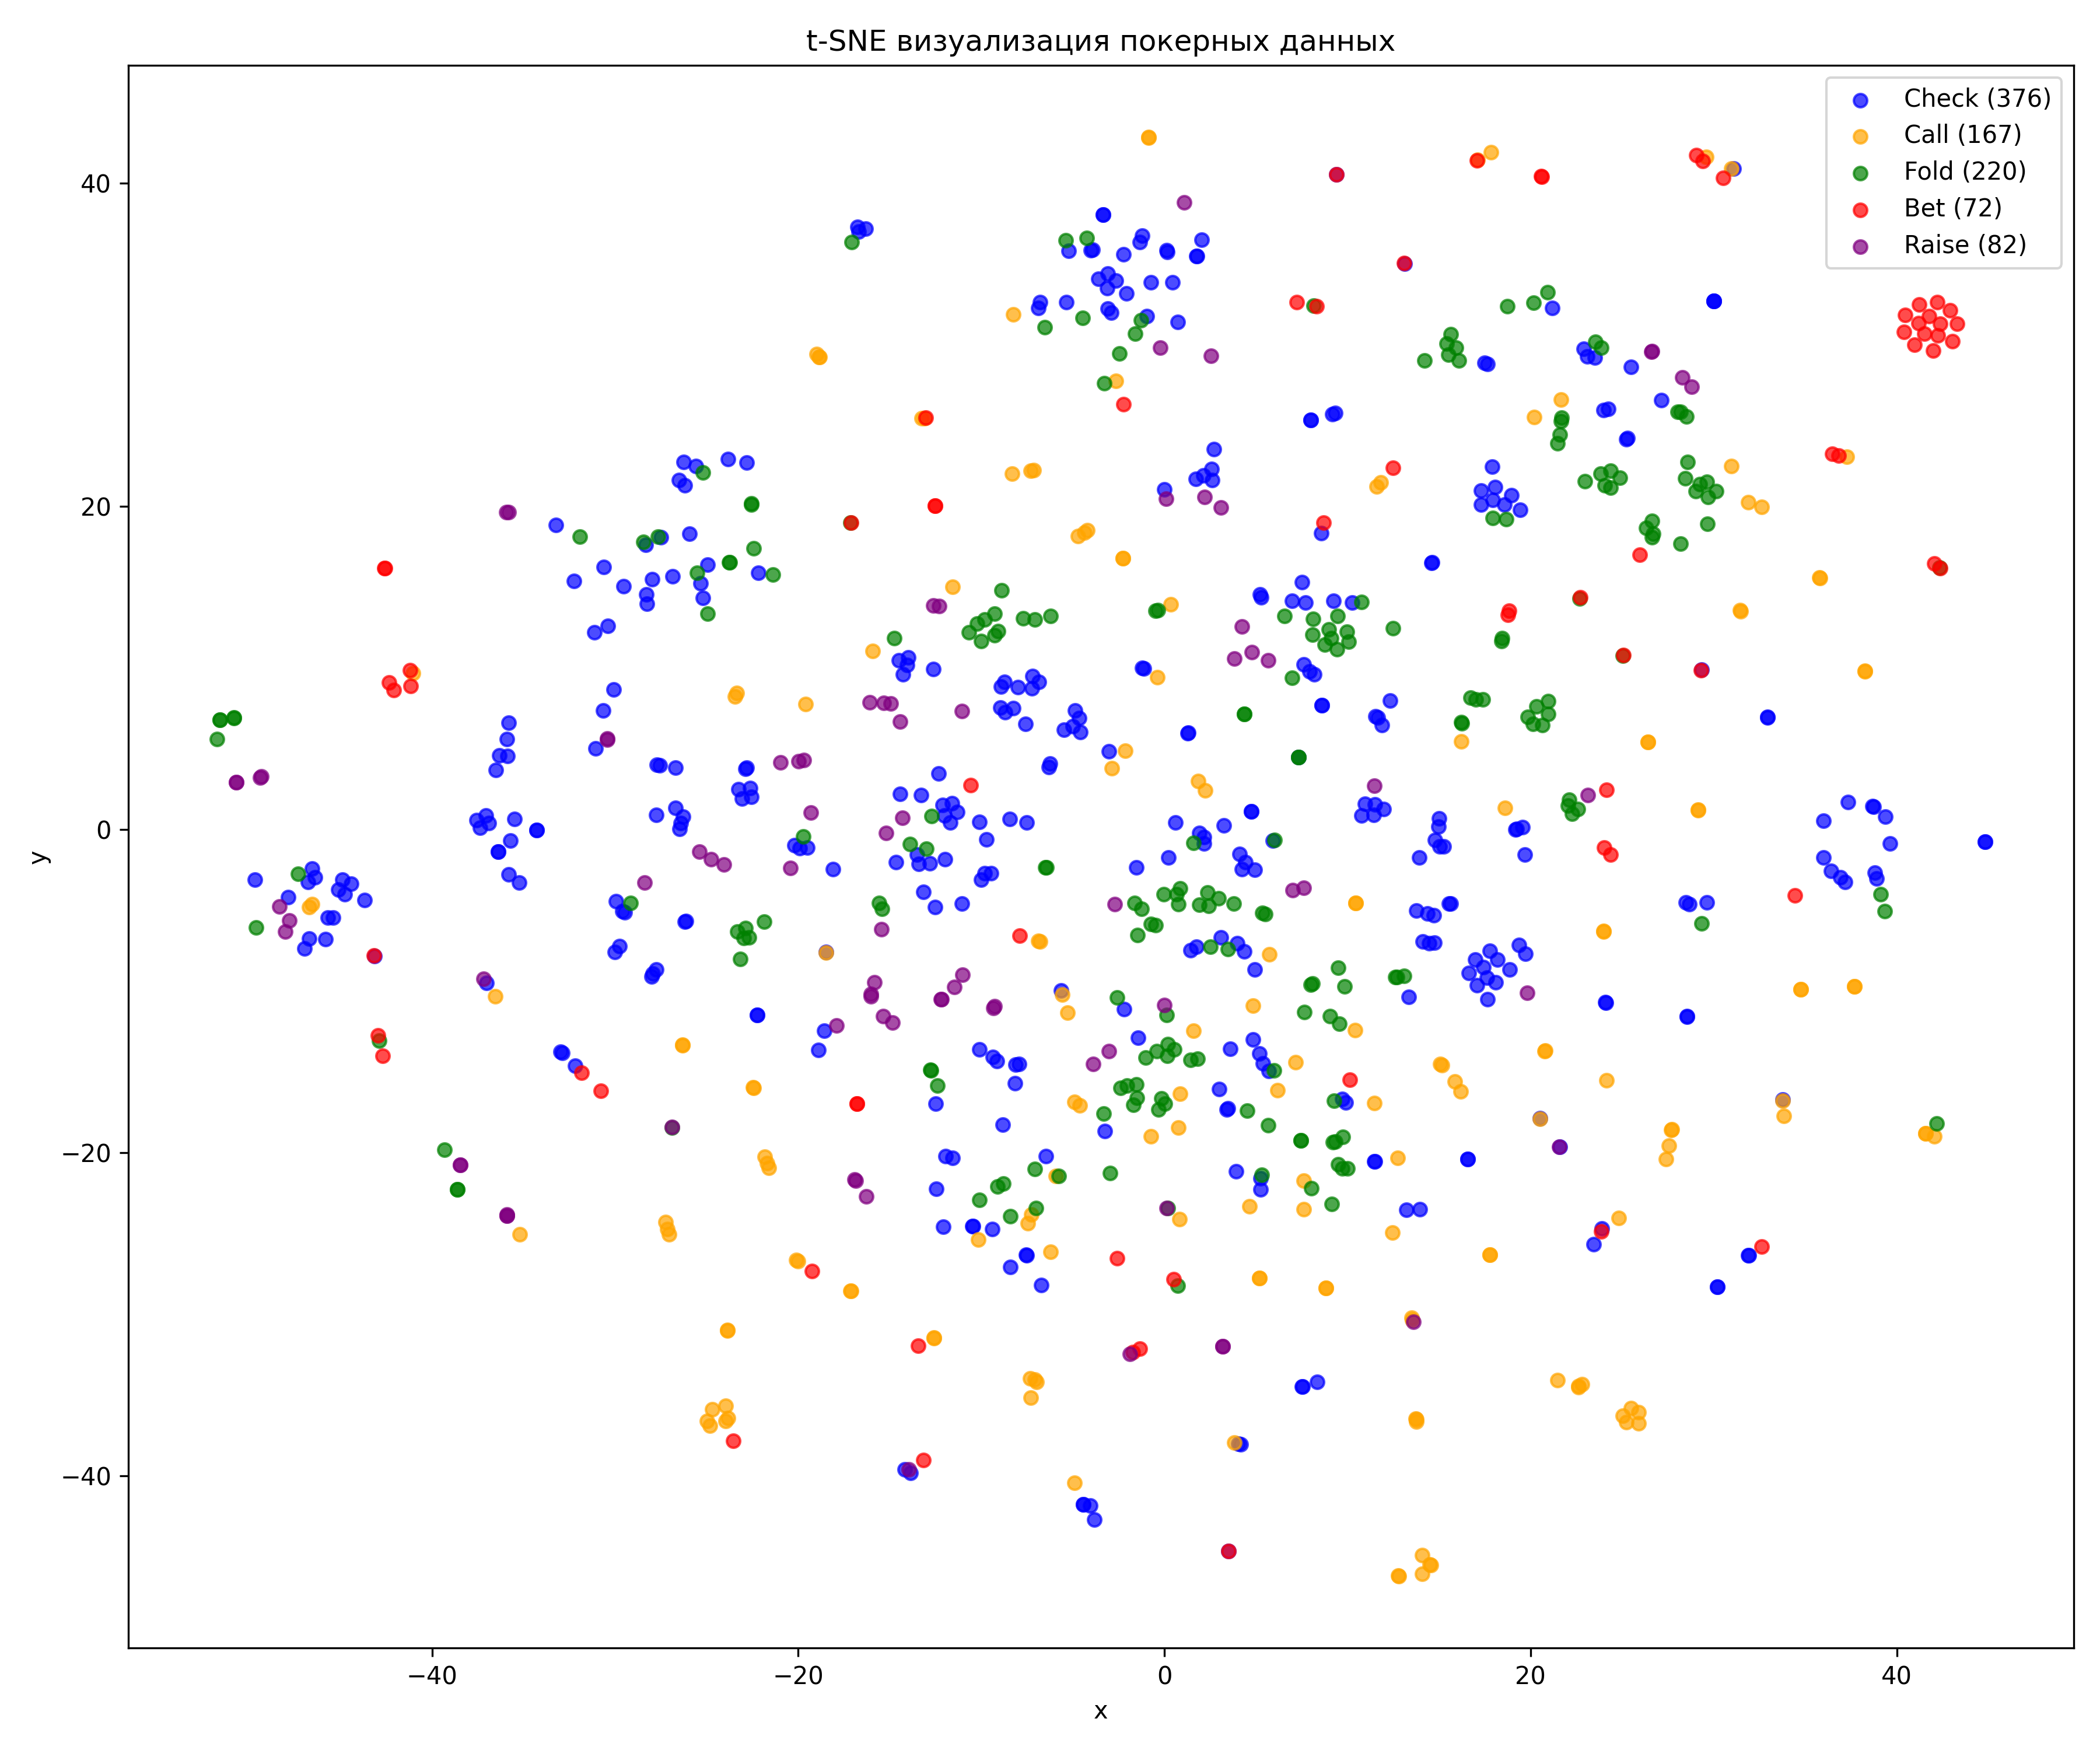 t-SNE визуализация покерных данных
Check (376)
Call (167)
Fold (220)
Bet (72)
Raise (82)
40
20
0
−20
−40
y
−40
−20
0
20
40
x